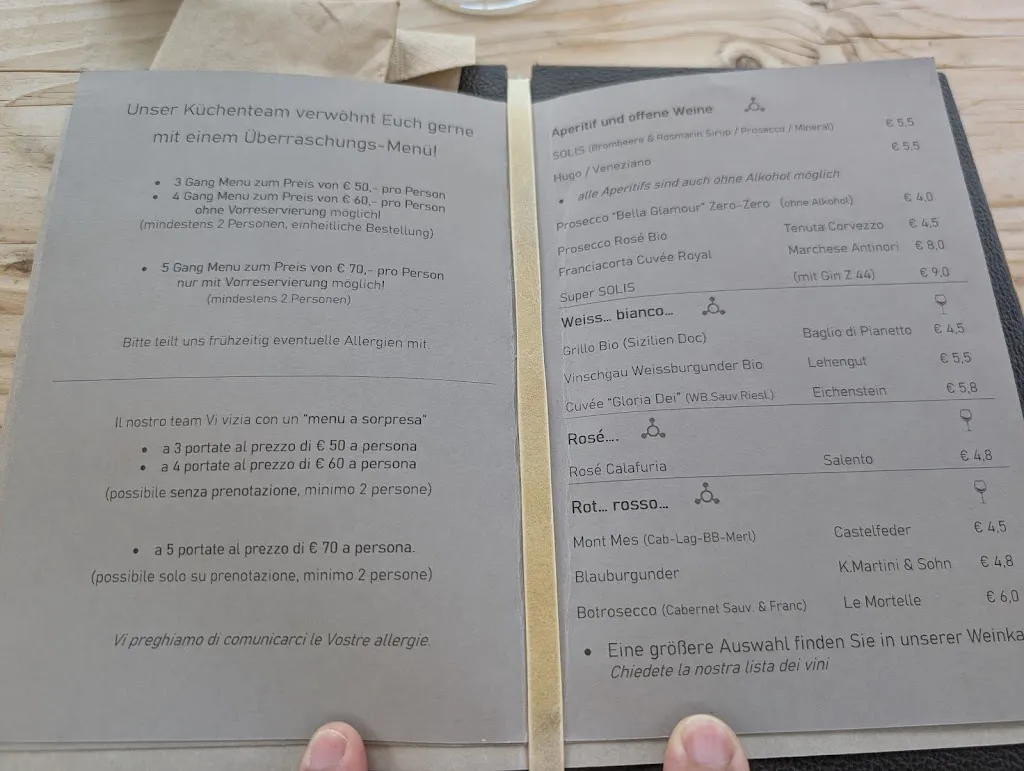 Unser Küchenteam verwöhnt Euch gerne
mit einem Überraschungs-Menü!
• 3 Gang Menu zum Preis von € 50,- pro Person
• 4 Gang Menu zum Preis von € 60,- pro Person
ohne Vorreservierung möglich!
(mindestens 2 Personen, einheitliche Bestellung)
• 5 Gang Menu zum Preis von € 70,- pro Person
nur mit Vorreservierung möglich!
(mindestens 2 Personen)
Bitte teilt uns frühzeitig eventuelle Allergien mit.
Il nostro team Vi vizia con un "menu a sorpresa"
• a 3 portate al prezzo di € 50 a persona
• a 4 portate al prezzo di € 60 a persona
(possibile senza prenotazione, minimo 2 persone)
• a 5 portate al prezzo di € 70 a persona.
(possibile solo su prenotazione, minimo 2 persone)
Vi preghiamo di comunicarci le Vostre allergie.
Aperitif und offene Weine
SOLIS (Brombeere & Rosmarin Sirup / Prosecco / Mineral) € 5,5
Hugo / Veneziano € 5,5
• alle Aperitifs sind auch ohne Alkohol möglich
Prosecco "Bella Glamour" Zero-Zero (ohne Alkohol) € 4,0
Prosecco Rosé Bio Tenuta Corvezzo € 4,5
Franciacorta Cuvée Royal Marchese Antinori € 8,0
Super SOLIS (mit Gin Z 44) € 9,0
Weiss... bianco...
Grillo Bio (Sizilien Doc) Baglio di Pianetto € 4,5
Vinschgau Weissburgunder Bio Lehengut € 5,5
Cuvée "Gloria Dei" (WB.Sauv.Riesl.) Eichenstein € 5,8
Rosé....
Rosé Calafuria Salento € 4,8
Rot... rosso...
Mont Mes (Cab-Lag-BB-Merl) Castelfeder € 4,5
Blauburgunder K.Martini & Sohn € 4,8
Botrosecco (Cabernet Sauv. & Franc) Le Mortelle € 6,0
• Eine größere Auswahl finden Sie in unserer Weinka
Chiedete la nostra lista dei vini